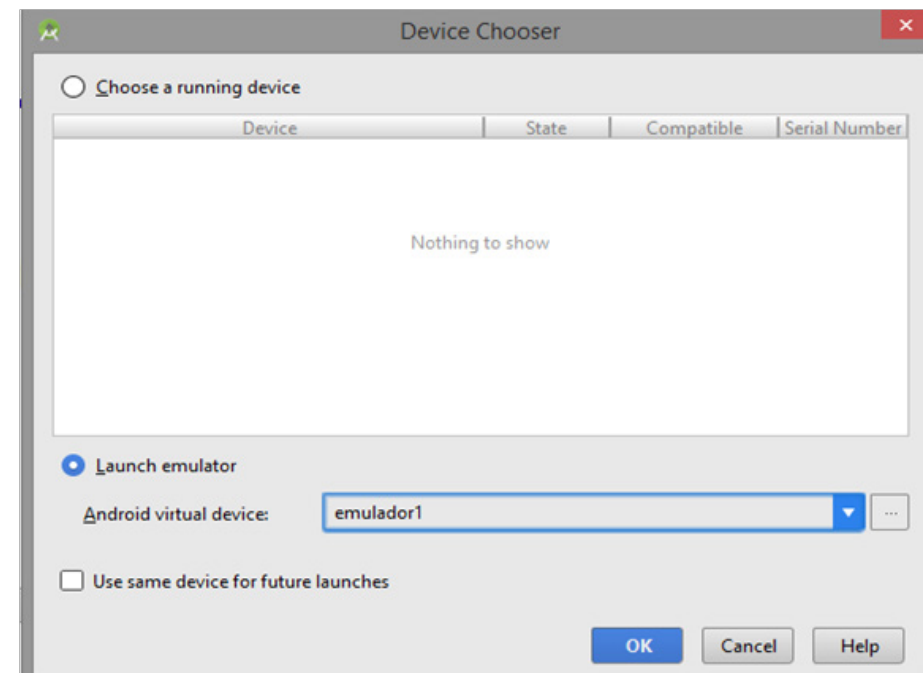 Device Chooser
Choose a running device
Device State Compatible Serial Number
Nothing to show
Launch emulator
Android virtual device: emulador1 ...
Use same device for future launches
OK Cancel Help